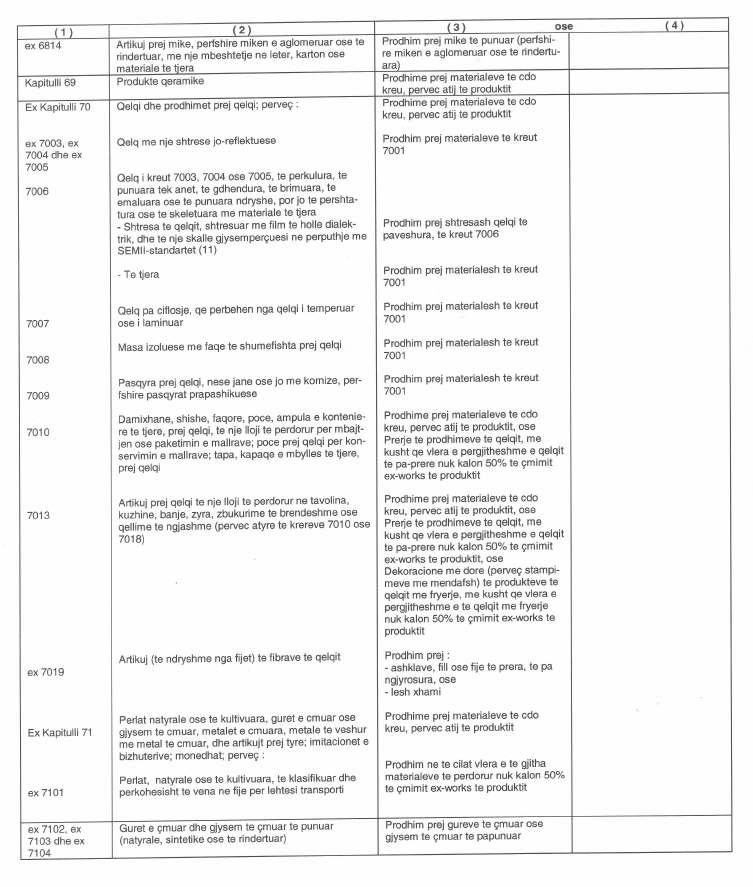 ( 1 ) ( 2 ) ( 3 ) ose ( 4 )
ex 6814
Artikuj prej mike, perfshire miken e aglomeruar ose te
rindertuar, me nje mbeshtetje ne leter, karton ose
materiale te tjera
Prodhim prej mike te punuar (perfshi-
re miken e aglomeruar ose te rindertu-
ara)
Kapitulli 69
Produkte qeramike
Prodhime prej materialeve te cdo
kreu, pervec atij te produktit
Ex Kapitulli 70
Qelqi dhe prodhimet prej qelqi; perveç :
Prodhime prej materialeve te cdo
kreu, pervec atij te produktit
ex 7003, ex
7004 dhe ex
7005
Qelq me nje shtrese jo-reflektuese
Prodhim prej materialeve te kreut
7001
7006
Qelq i kreut 7003, 7004 ose 7005, te perkulura, te
punuara tek anet, te gdhendura, te brimuara, te
emaluara ose te punuara ndryshe, por jo te pershta-
tura ose te skeletuara me materiale te tjera
- Shtresa te qelqit, shtresuar me film te holle dialek-
trik, dhe te nje skalle gjysemperçuesi ne perputhje me
SEMII-standartet (11)
Prodhim prej shtresash qelqi te
paveshura, te kreut 7006
- Te tjera
Prodhim prej materialesh te kreut
7001
7007
Qelq pa ciflosje, qe perbehen nga qelqi i temperuar
ose i laminuar
Prodhim prej materialesh te kreut
7001
7008
Masa izoluese me faqe te shumefishta prej qelqi
Prodhim prej materialesh te kreut
7001
7009
Pasqyra prej qelqi, nese jane ose jo me kornize, per-
fshire pasqyrat prapashikuese
Prodhim prej materialesh te kreut
7001
7010
Damixhane, shishe, faqore, poce, ampula e kontenie-
re te tjere, prej qelqi, te nje lloji te perdorur per mbajt-
jen ose paketimin e mallrave; poce prej qelqi per kon-
servimin e mallrave; tapa, kapaqe e mbylles te tjere,
prej qelqi
Prodhime prej materialeve te cdo
kreu, pervec atij te produktit, ose
Prerje te prodhimeve te qelqit, me
kusht qe vlera e pergjitheshme e qelqit
te pa-prere nuk kalon 50% te çmimit
ex-works te produktit
7013
Artikuj prej qelqi te nje lloji te perdorur ne tavolina,
kuzhine, banje, zyra, zbukurime te brendeshme ose
qellime te ngjashme (pervec atyre te krereve 7010 ose
7018)
Prodhime prej materialeve te cdo
kreu, pervec atij te produktit, ose
Prerje te prodhimeve te qelqit, me
kusht qe vlera e pergjitheshme e qelqit
te pa-prere nuk kalon 50% te çmimit
ex-works te produktit, ose
Dekoracione me dore (perveç stampi-
meve me mendafsh) te produkteve te
qelqit me fryerje, me kusht qe vlera e
pergjitheshme e te qelqit me fryerje
nuk kalon 50% te çmimit ex-works te
produktit
ex 7019
Artikuj (te ndryshme nga fijet) te fibrave te qelqit
Prodhim prej :
- ashklave, fill ose fije te prera, te pa
ngjyrosura, ose
- lesh xhami
Ex Kapitulli 71
Perlat natyrale ose te kultivuara, guret e cmuar ose
gjysem te cmuar, metalet e cmuara, metale te veshur
me metal te cmuar, dhe artikujt prej tyre; imitacionet e
bizhuterive; monedhat; perveç :
Prodhime prej materialeve te cdo
kreu, pervec atij te produktit
ex 7101
Perlat, natyrale ose te kultivuara, te klasifikuar dhe
perkohesisht te vena ne fije per lehtesi transporti
Prodhim ne te cilat vlera e te gjitha
materialeve te perdorur nuk kalon 50%
te çmimit ex-works te produktit
ex 7102, ex
7103 dhe ex
7104
Guret e çmuar dhe gjysem te çmuar te punuar
(natyrale, sintetike ose te rindertuar)
Prodhim prej gureve te çmuar ose
gjysem te çmuar te papunuar